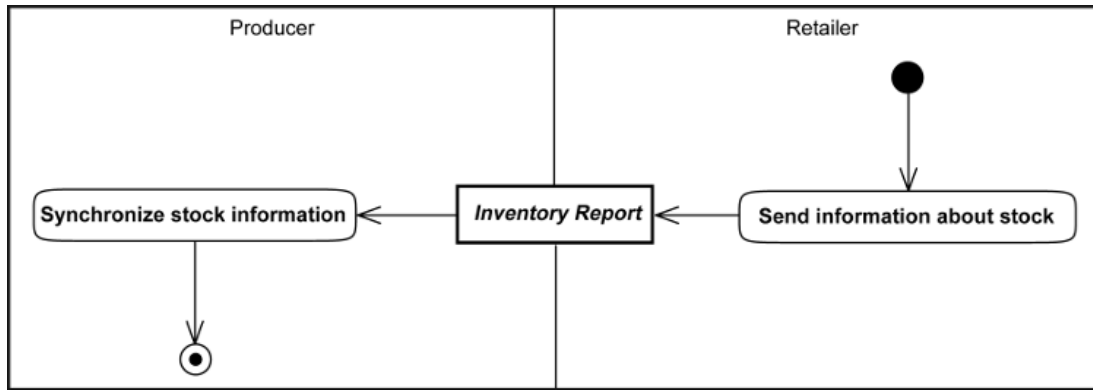 Producer
Retailer
Synchronize stock information
Inventory Report
Send information about stock